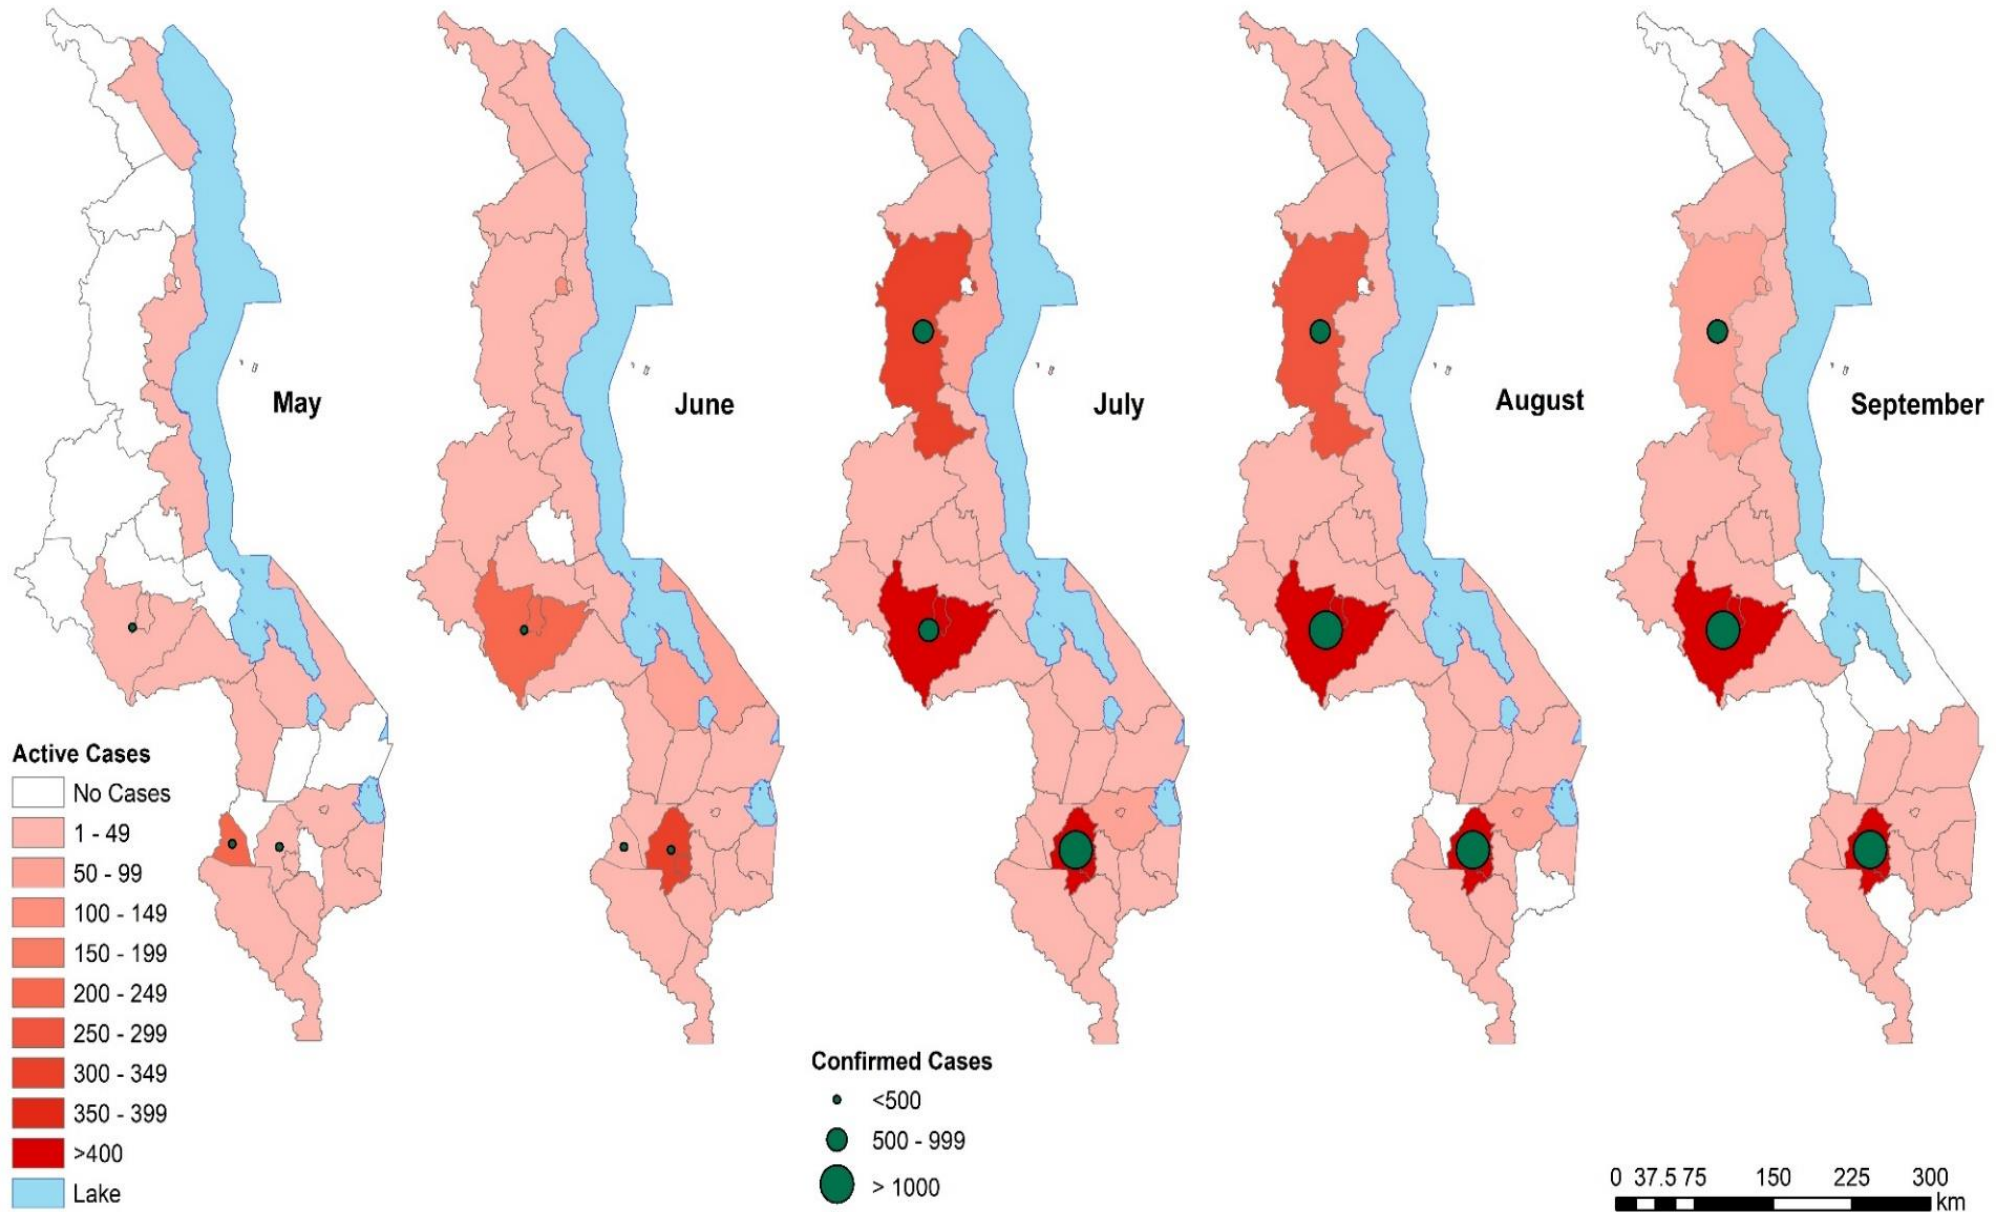 May
June
July
August
September
Active Cases
No Cases
1 - 49
50 - 99
100 - 149
150 - 199
200 - 249
250 - 299
300 - 349
350 - 399
>400
Lake
Confirmed Cases
<500
500 - 999
> 1000
0 37.5 75 150 225 300
km